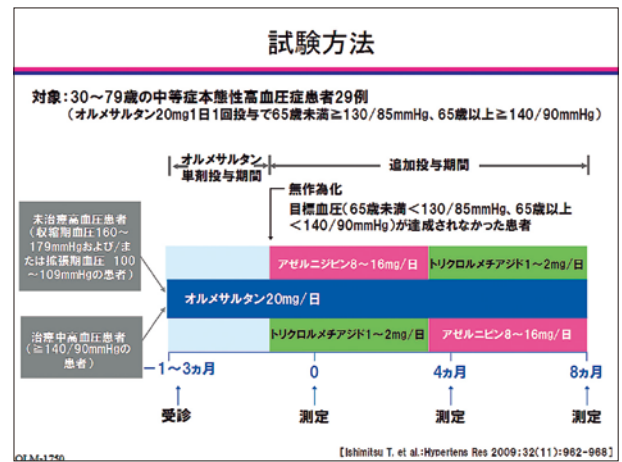 試験方法
対象:30～79歳の中等症本態性高血圧症患者29例
(オルメサルタン20mg1日1回投与で65歳未満≧130/85mmHg、65歳以上≧140/90mmHg)
オルメサルタン
単剤投与期間
追加投与期間
無作為化
目標血圧(65歳未満<130/85mmHg、65歳以上
<140/90mmHg)が達成されなかった患者
未治療高血圧患者
(収縮期血圧160～
179mmHgおよび/ま
たは拡張期血圧 100
～109mmHgの患者)
アゼルニジピン8～16mg/日
トリクロルメチアジド1～2mg/日
オルメサルタン20mg/日
治療中高血圧患者
(≧140/90mmHgの
患者)
トリクロルメチアジド1～2mg/日
アゼルニピン8～16mg/日
－1～3ヵ月
0
4ヵ月
8ヵ月
受診
測定
測定
測定
OLM-1750
[Ishimitsu T. et al.:Hypertens Res 2009;32(11):962-968]